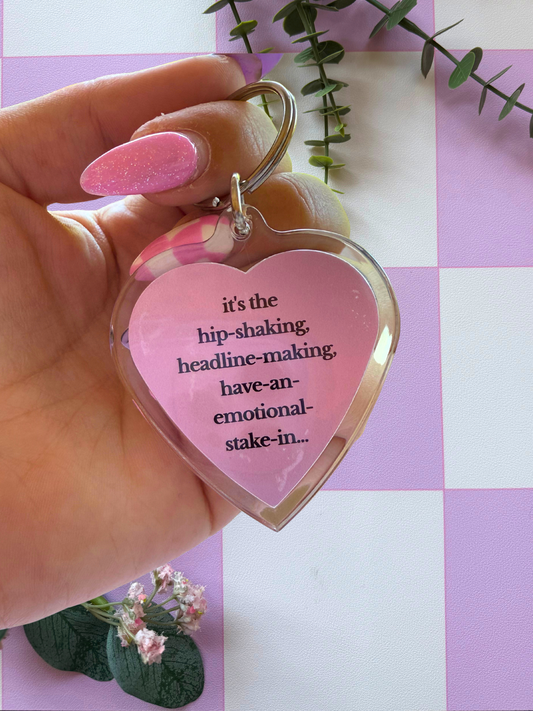 it's the
hip-shaking,
headline-making,
have-an-
emotional-
stake-in...